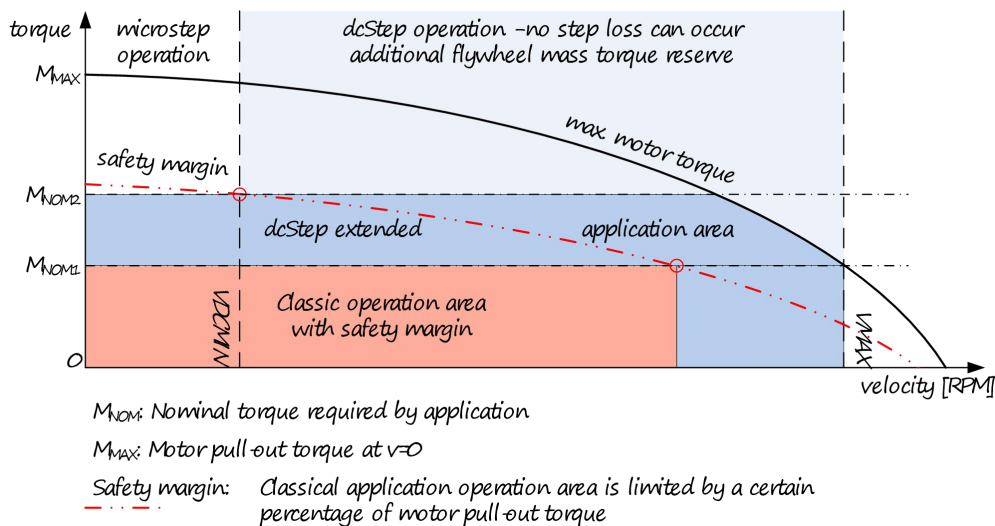 torque
microstep
operation
dcStep operation -no step loss can occur
additional flywheel mass torque reserve
MMAX
max. motor torque
safety margin
MNOM2
dcStep extended
application area
MNOM1
Classic operation area
with safety margin
VDCMIN
VMAX
0
velocity [RPM]
MNOM: Nominal torque required by application
MMAX: Motor pull-out torque at v=0
Safety margin: Classical application operation area is limited by a certain
percentage of motor pull-out torque